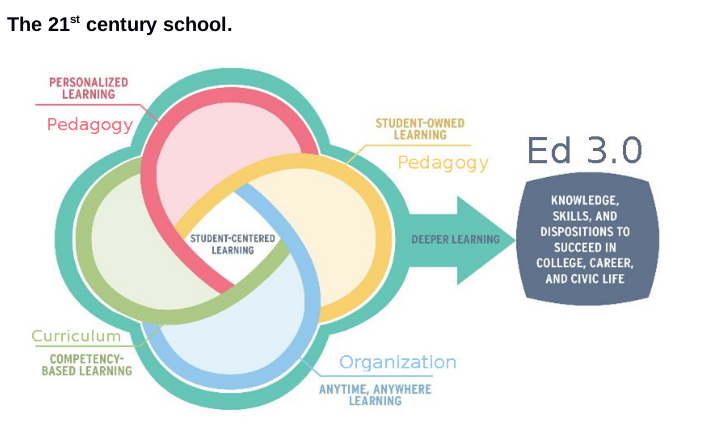 The 21st century school.
PERSONALIZED
LEARNING
Pedagogy
STUDENT-OWNED
LEARNING
Pedagogy
Ed 3.0
KNOWLEDGE,
SKILLS, AND
DISPOSITIONS TO
SUCCEED IN
COLLEGE, CAREER,
AND CIVIC LIFE
STUDENT-CENTERED
LEARNING
DEEPER LEARNING
Curriculum
COMPETENCY-
BASED LEARNING
Organization
ANYTIME, ANYWHERE
LEARNING